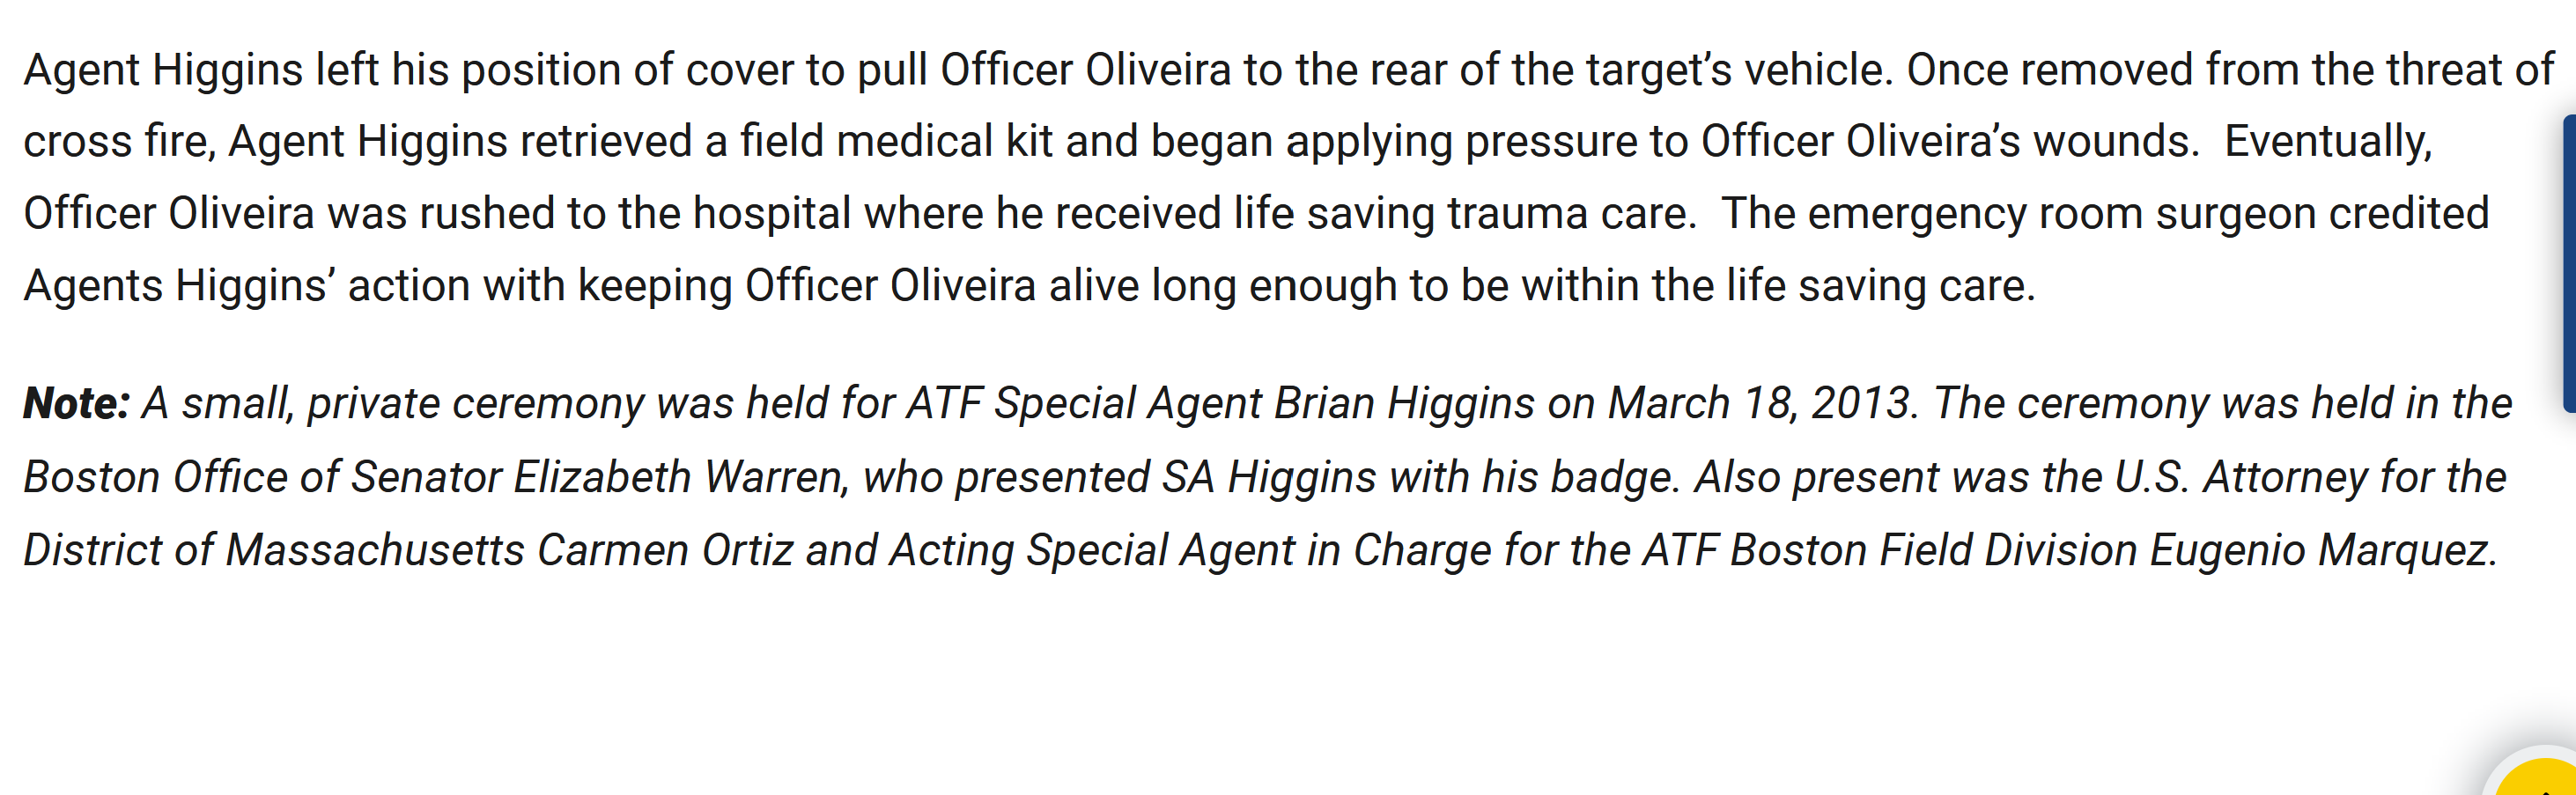 Agent Higgins left his position of cover to pull Officer Oliveira to the rear of the target’s vehicle. Once removed from the threat of
cross fire, Agent Higgins retrieved a field medical kit and began applying pressure to Officer Oliveira’s wounds.  Eventually,
Officer Oliveira was rushed to the hospital where he received life saving trauma care.  The emergency room surgeon credited
Agents Higgins’ action with keeping Officer Oliveira alive long enough to be within the life saving care.
Note: A small, private ceremony was held for ATF Special Agent Brian Higgins on March 18, 2013. The ceremony was held in the
Boston Office of Senator Elizabeth Warren, who presented SA Higgins with his badge. Also present was the U.S. Attorney for the
District of Massachusetts Carmen Ortiz and Acting Special Agent in Charge for the ATF Boston Field Division Eugenio Marquez.